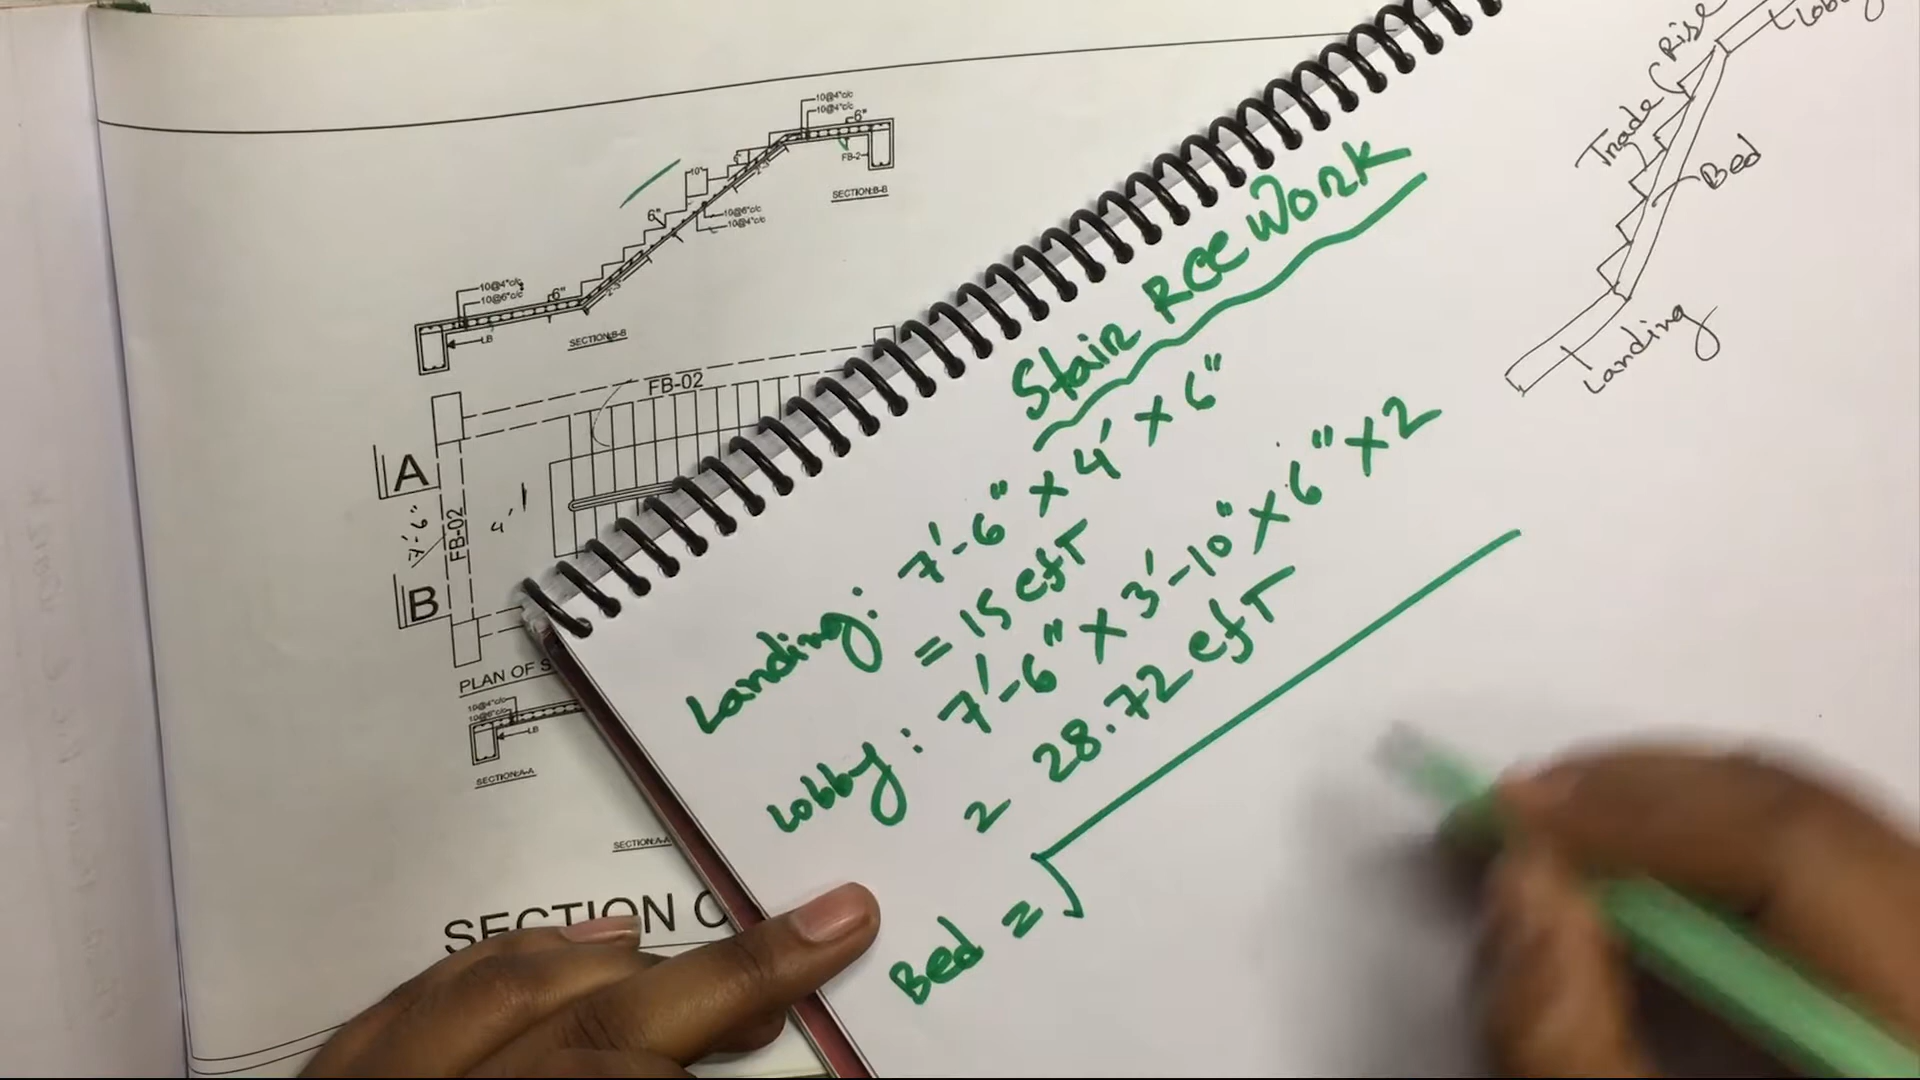 10@4"c/c
10@4"c/c
6"
FB-2
SECTION:B-B
10"
6"
10@6"c/c
10@4"c/c
10@4"c/c
10@6"c/c
6"
LB
SECTION:B-B
FB-02
A
7'-6"
FB-02
4'
B
PLAN OF S
10@4"c/c
10@6"c/c
LB
SECTION:A-A
SECTION:A-A
SECTION
Stair RCC WORK
Landing: 7'-6" X 4' X 6"
= 15 cft
Lobby: 7'-6" X 3'-10" X 6" X 2
= 28.72 cft
Bed = √
Trade
Rise
Lobby
Bed
Landing